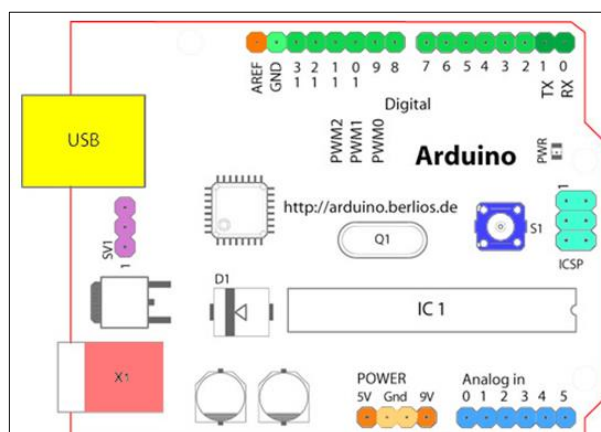 AREF
GND
13
12
11
10
9
8
7
6
5
4
3
2
1
0
TX
RX
Digital
USB
PWM2
PWM1
PWM0
Arduino
PWR
1
http://arduino.berlios.de
SV1
1
Q1
S1
ICSP
D1
IC 1
X1
POWER
5V Gnd 9V
Analog in
0 1 2 3 4 5